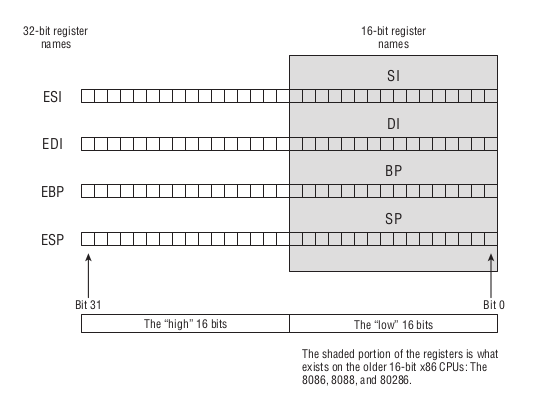 32-bit register
names
16-bit register
names
SI
ESI
DI
EDI
BP
EBP
SP
ESP
Bit 31
Bit 0
The “high” 16 bits
The “low” 16 bits
The shaded portion of the registers is what
exists on the older 16-bit x86 CPUs: The
8086, 8088, and 80286.